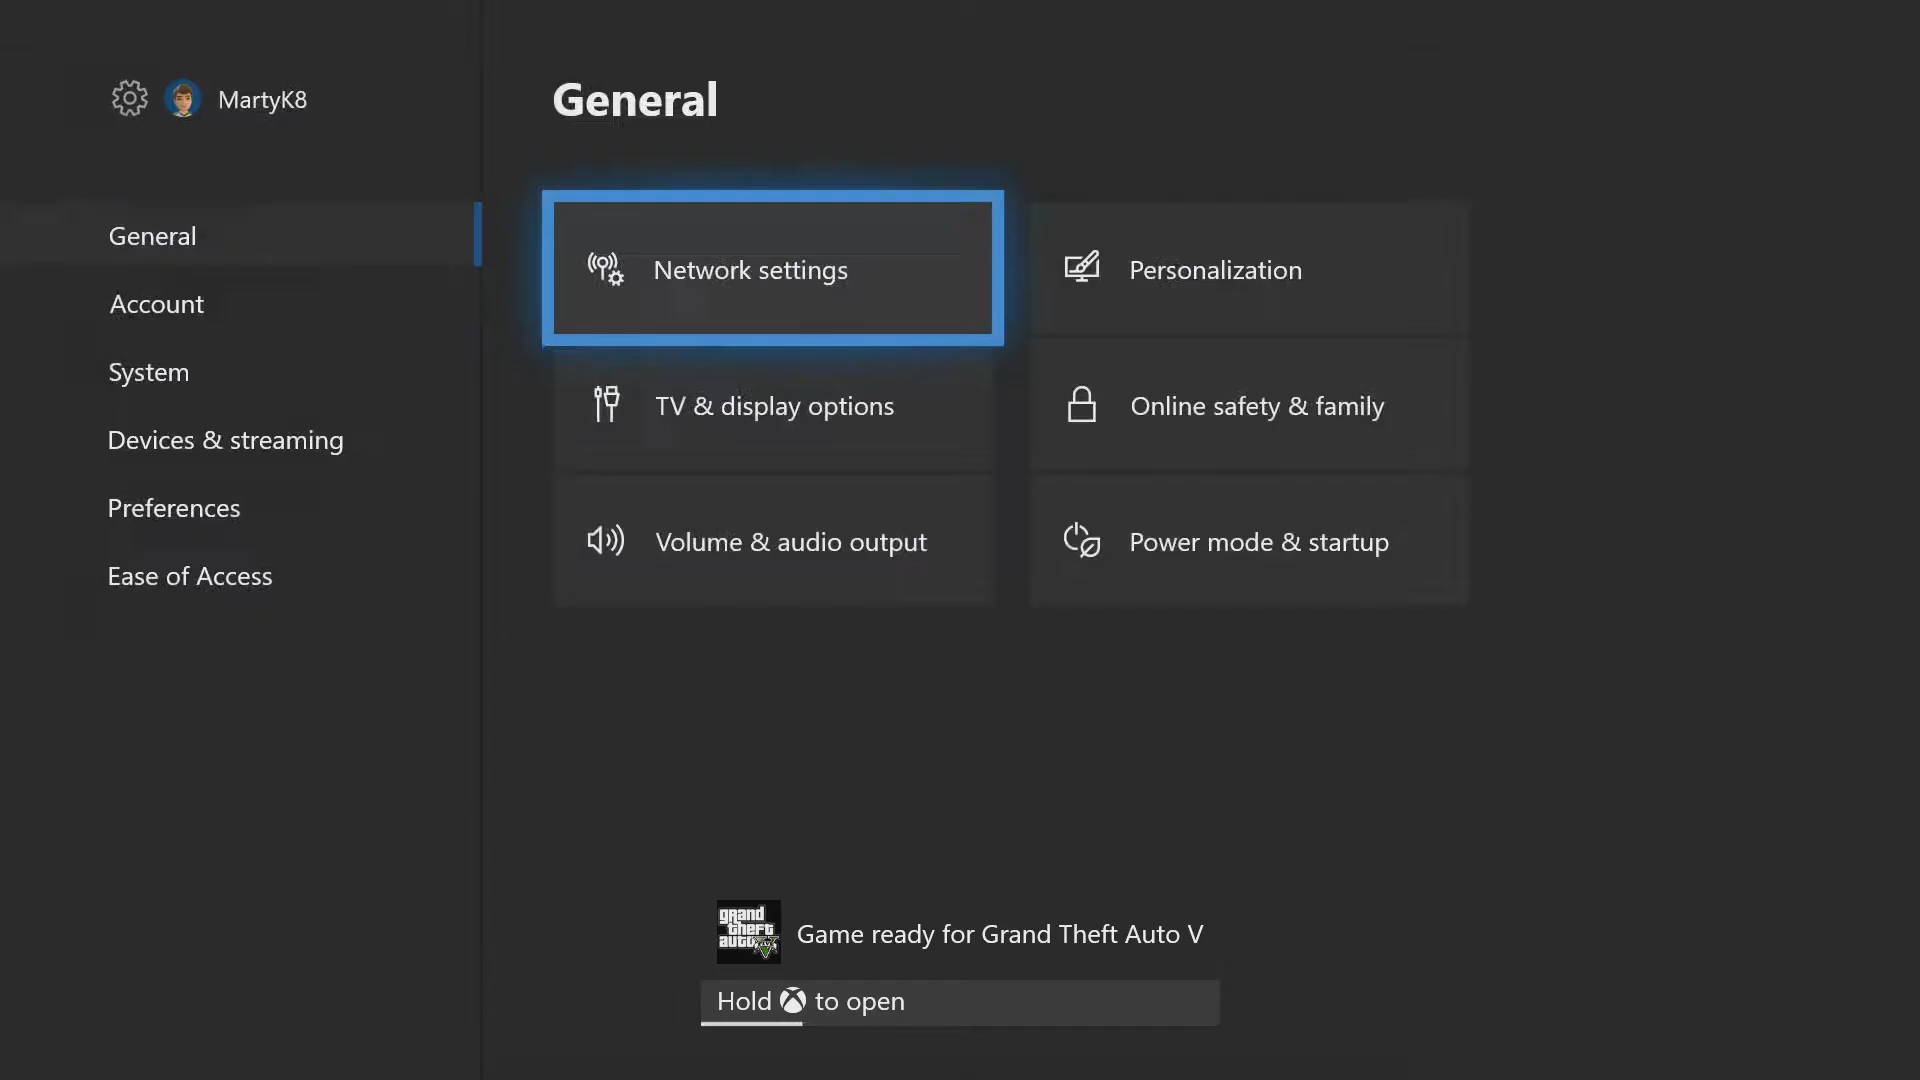 MartyK8
General
General
Account
System
Devices & streaming
Preferences
Ease of Access
Network settings
Personalization
TV & display options
Online safety & family
Volume & audio output
Power mode & startup
grand
theft
auto V
Game ready for Grand Theft Auto V
Hold to open